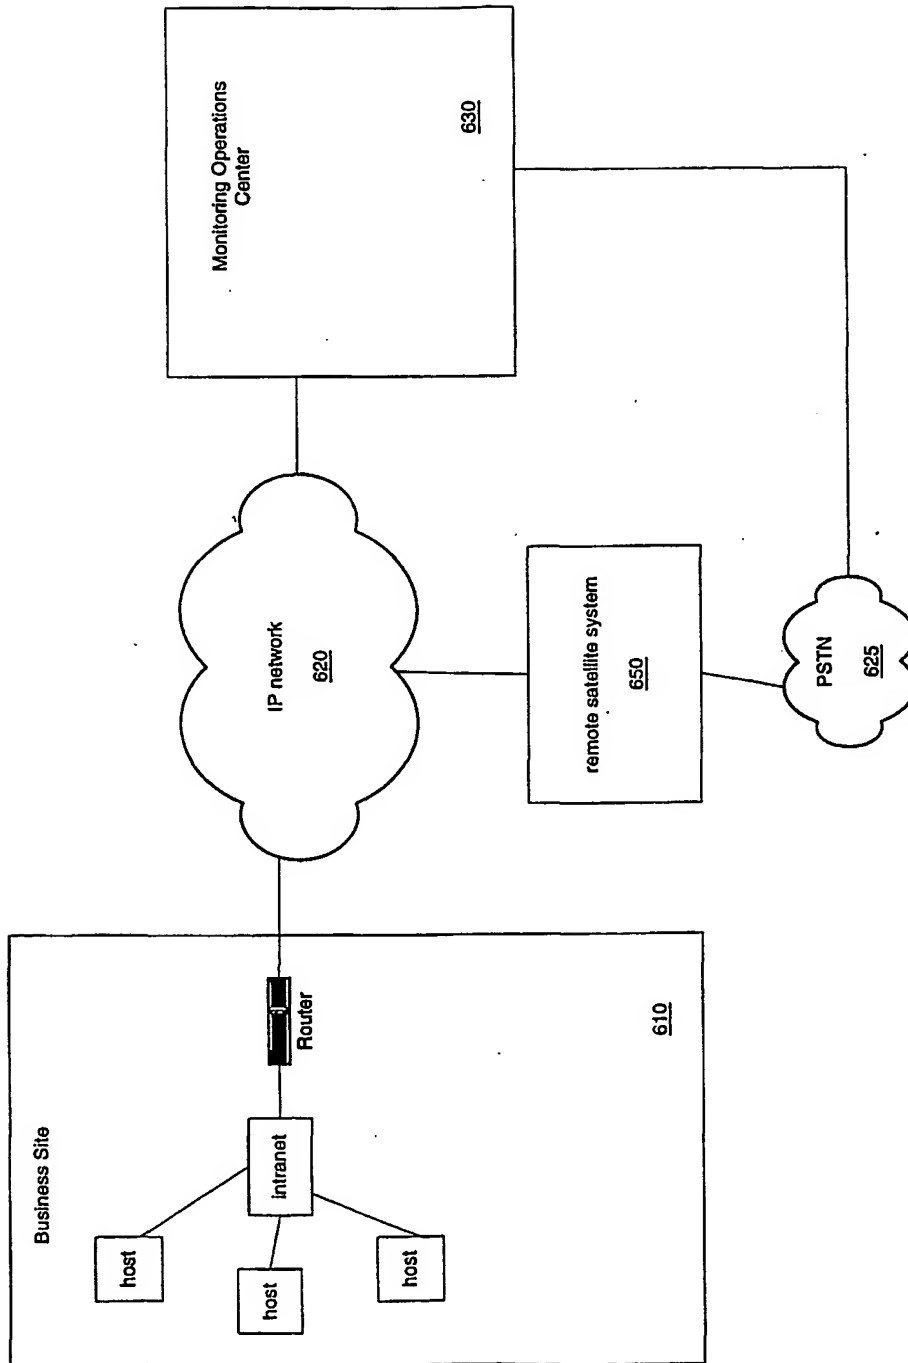 Business Site
host
host
host
intranet
Router
610
IP network
620
remote satellite system
650
PSTN
625
Monitoring Operations
Center
630